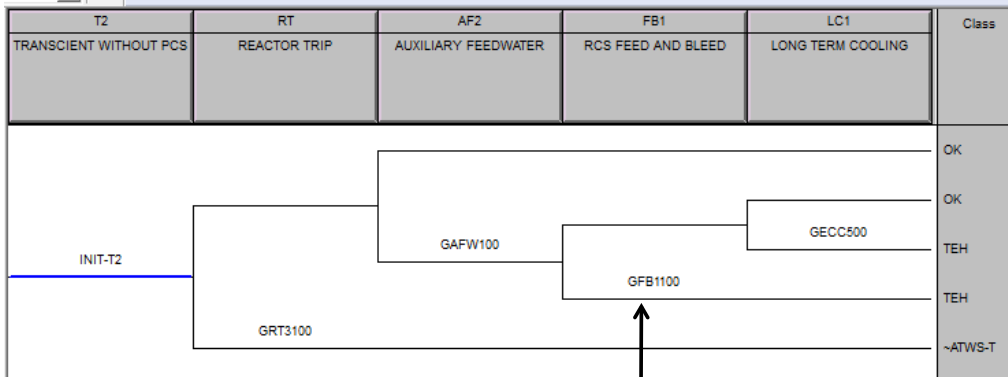 T2 RT AF2 FB1 LC1 Class
TRANSCIENT WITHOUT PCS REACTOR TRIP AUXILIARY FEEDWATER RCS FEED AND BLEED LONG TERM COOLING
OK
OK
GECC500
GAFW100
TEH
INIT-T2
GFB1100
TEH
GRT3100
~ATWS-T